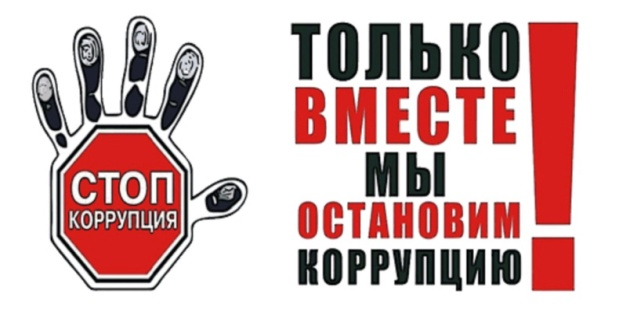 СТОП
КОРРУПЦИЯ
ТОЛЬКО
ВМЕСТЕ
МЫ
ОСТАНОВИМ
КОРРУПЦИЮ!